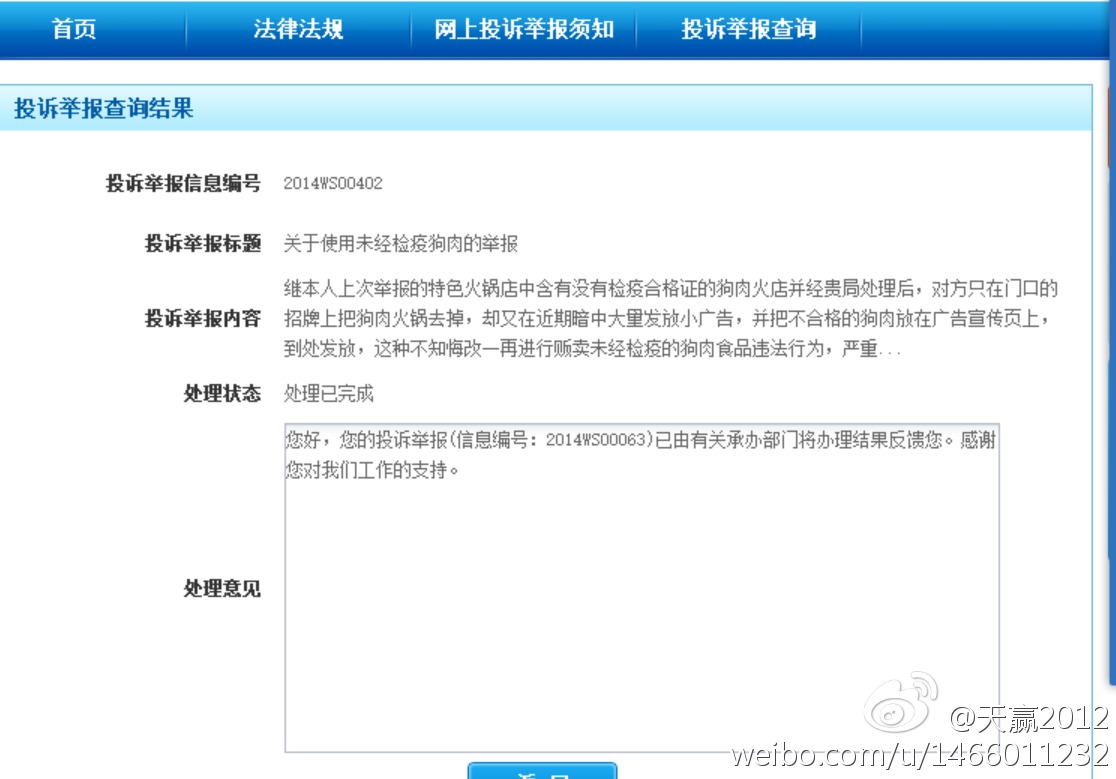 首页 法律法规 网上投诉举报须知 投诉举报查询
投诉举报查询结果
投诉举报信息编号 2014WS00402
投诉举报标题 关于使用未经检疫狗肉的举报
投诉举报内容 继本人上次举报的特色火锅店中含有没有检疫合格证的狗肉火店并经贵局处理后，对方只在门口的
招牌上把狗肉火锅去掉，却又在近期暗中大量发放小广告，并把不合格的狗肉放在广告宣传页上，
到处发放，这种不知悔改一再进行贩卖未经检疫的狗肉食品违法行为，严重...
处理状态 处理已完成
处理意见 您好，您的投诉举报(信息编号：2014WS00063)已由有关承办部门将办理结果反馈您。感谢
您对我们工作的支持。
@天赢2012
weibo.com/u/1466011232